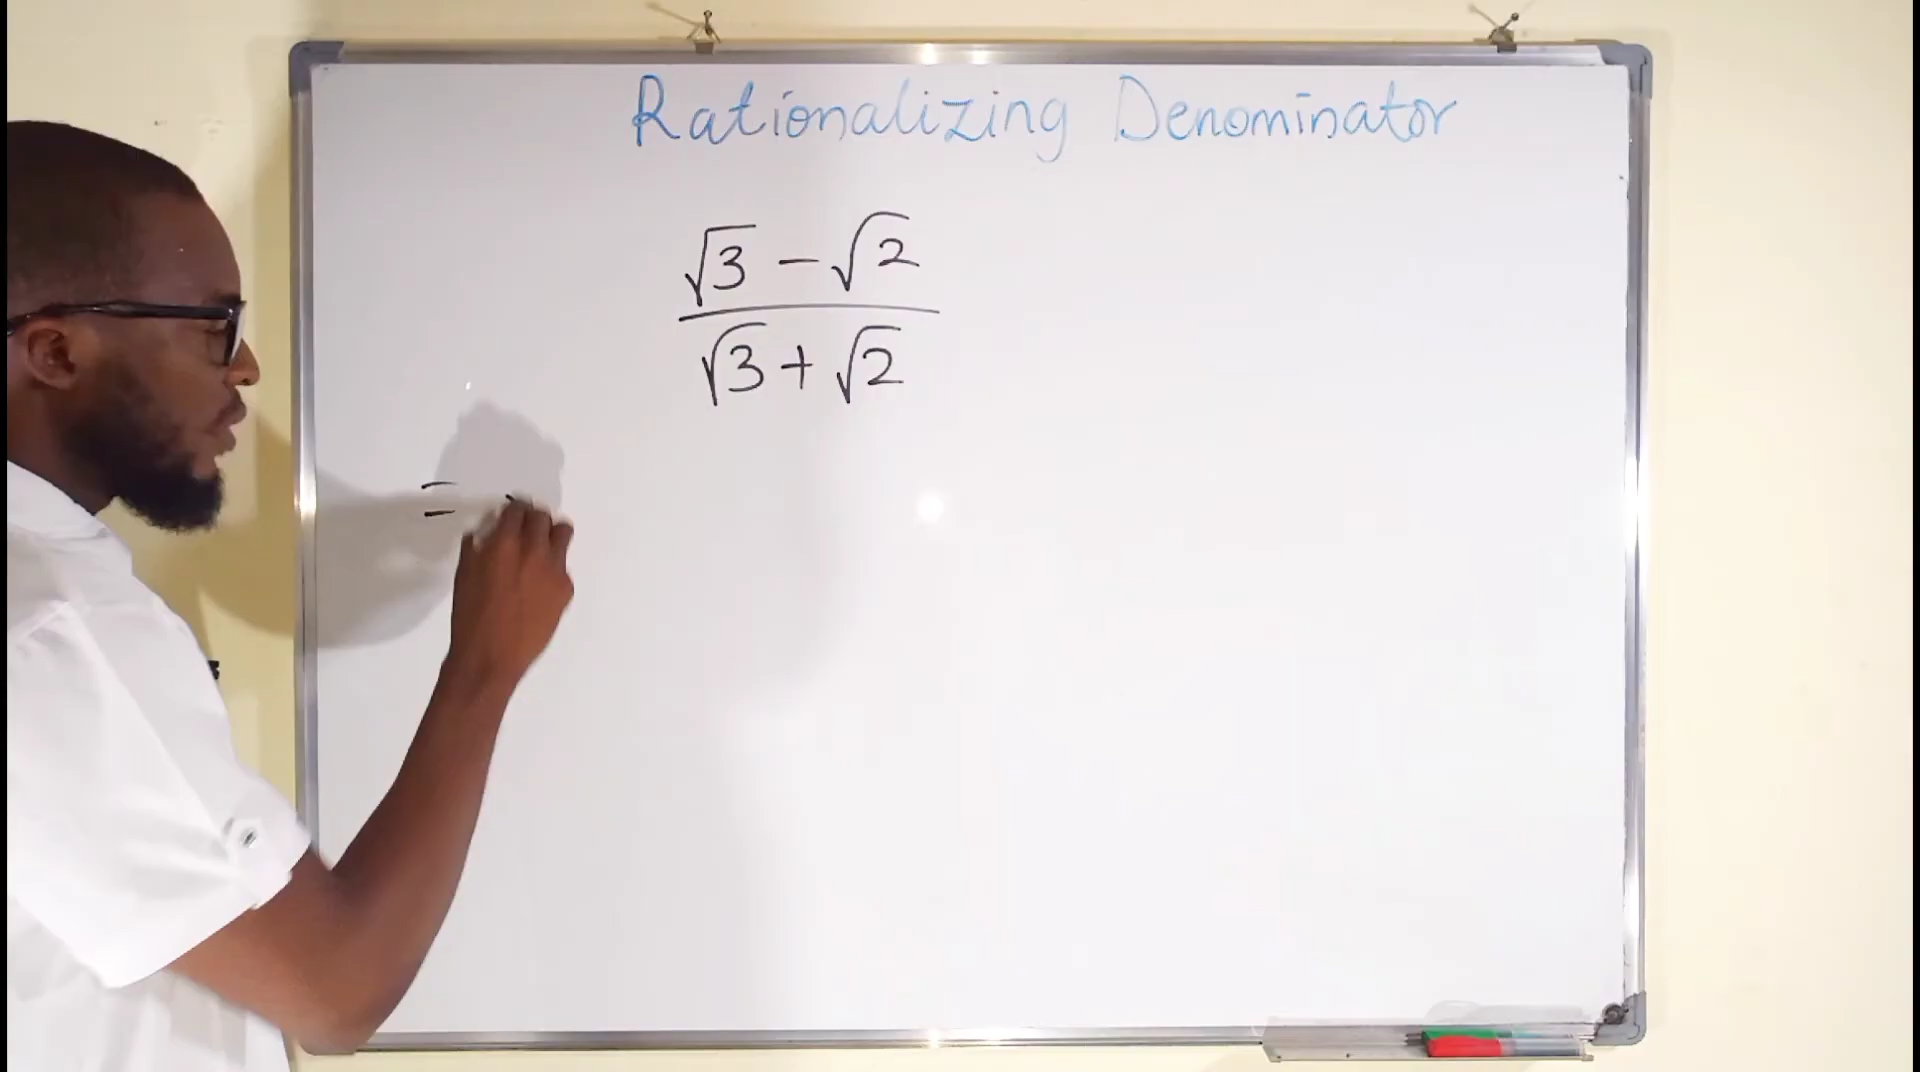 Rationalizing Denominator
√3 − √2
√3 + √2
=